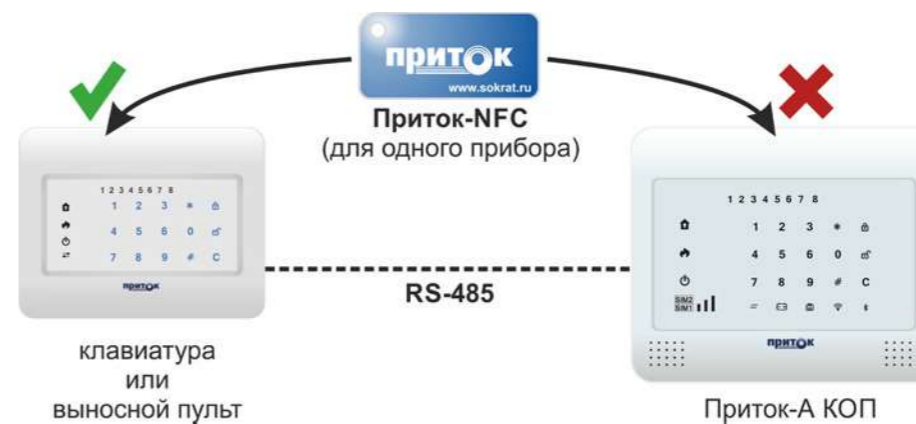 приток
www.sokrat.ru
Приток-NFC
(для одного прибора)
1 2 3 4 5 6 7 8
1 2 3 *
4 5 6 0
7 8 9 # C
приток
RS-485
1 2 3 4 5 6 7 8
1 2 3 *
4 5 6 0
7 8 9 # C
SIM2
SIM1
приток
клавиатура
или
выносной пульт
Приток-А КОП